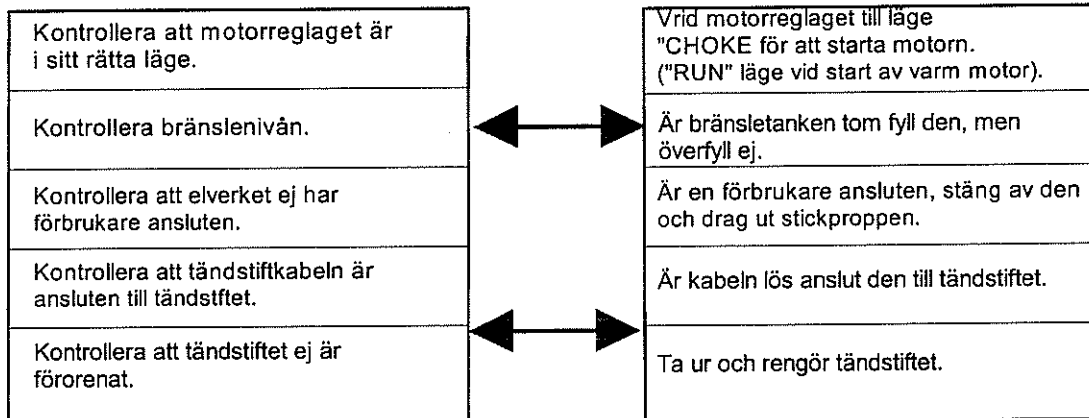 Kontrollera att motorreglaget är
i sitt rätta läge.
Vrid motorreglaget till läge
"CHOKE för att starta motorn.
("RUN" läge vid start av varm motor).
Kontrollera bränslenivån.
Är bränsletanken tom fyll den, men
överfyll ej.
Kontrollera att elverket ej har
förbrukare ansluten.
Är en förbrukare ansluten, stäng av den
och drag ut stickproppen.
Kontrollera att tändstiftkabeln är
ansluten till tändstftet.
Är kabeln lös anslut den till tändstiftet.
Kontrollera att tändstiftet ej är
förorenat.
Ta ur och rengör tändstiftet.